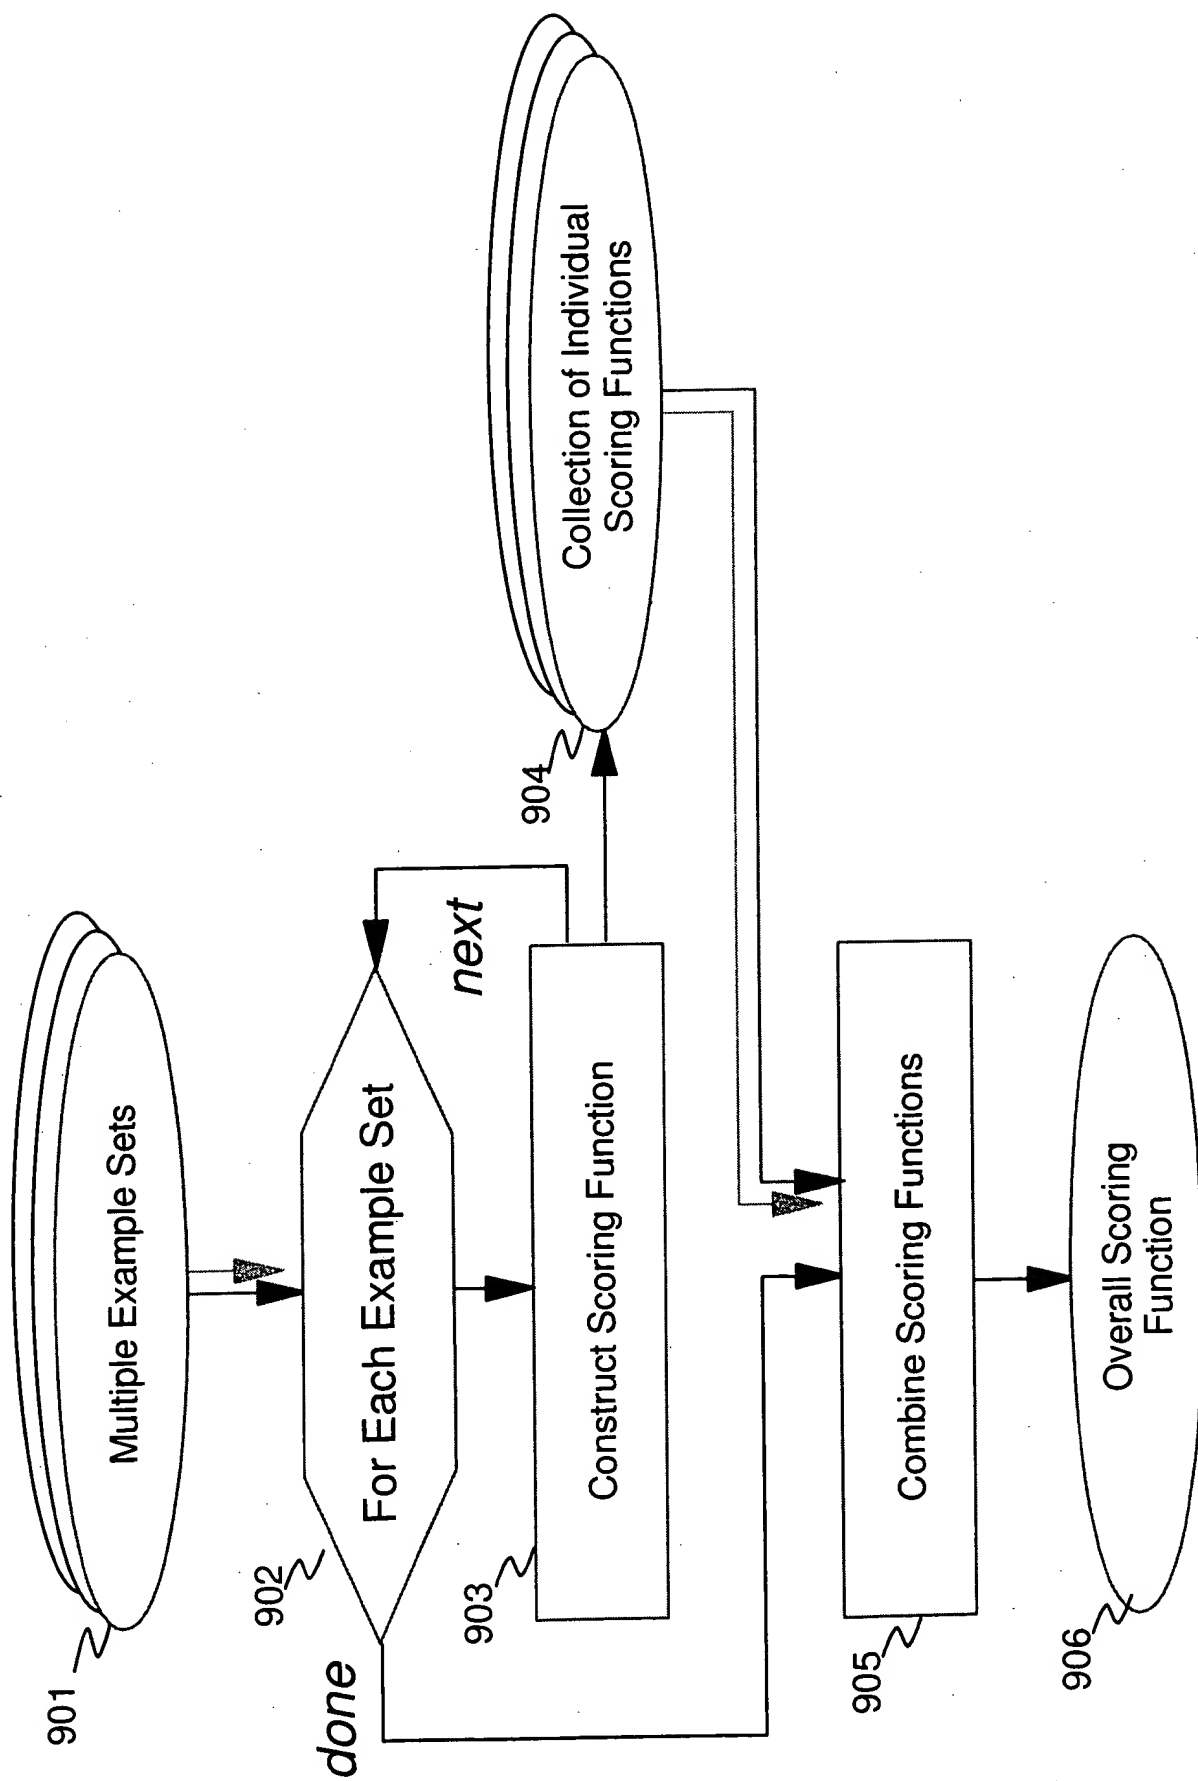 901
Multiple Example Sets
902
For Each Example Set
done
next
903
Construct Scoring Function
904
Collection of Individual
Scoring Functions
905
Combine Scoring Functions
906
Overall Scoring
Function